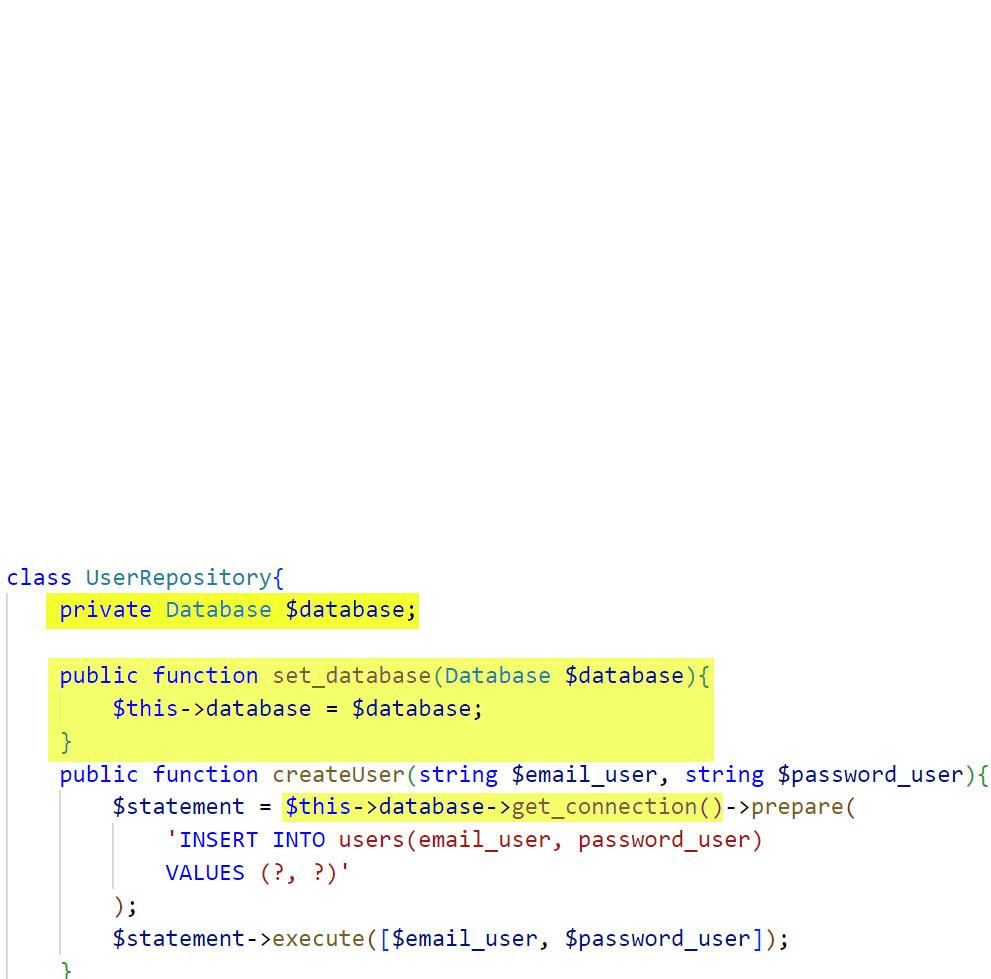 class UserRepository{
private Database $database;
public function set_database(Database $database){
$this->database = $database;
}
public function createUser(string $email_user, string $password_user){
$statement = $this->database->get_connection()->prepare(
'INSERT INTO users(email_user, password_user)
VALUES (?, ?)'
);
$statement->execute([$email_user, $password_user]);
}